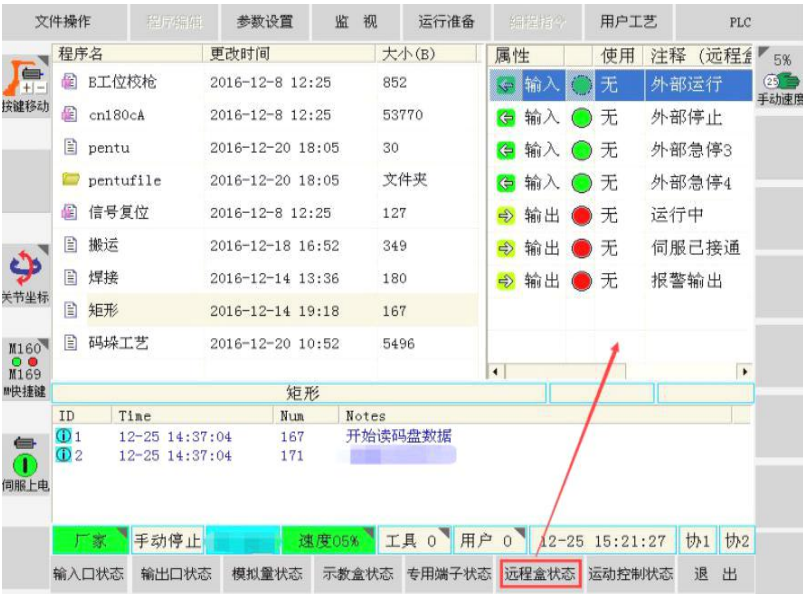 文件操作 程序编辑 参数设置 监 视 运行准备 编程指令 用户工艺 PLC
程序名 更改时间 大小(B) 属性 使用 注释 (远程盒
B工位校枪 2016-12-8 12:25 852
cn180cA 2016-12-8 12:25 53770
pentu 2016-12-20 18:05 30
pentufile 2016-12-20 18:05 文件夹
信号复位 2016-12-8 12:25 127
搬运 2016-12-18 16:52 349
焊接 2016-12-14 13:36 180
矩形 2016-12-14 19:18 167
码垛工艺 2016-12-20 10:52 5496
输入 无 外部运行
输入 无 外部停止
输入 无 外部急停3
输入 无 外部急停4
输出 无 运行中
输出 无 伺服已接通
输出 无 报警输出
按键移动
关节坐标
M160
M169
M快捷键
伺服上电
5%
25
手动速度
矩形
ID Time Num Notes
1 12-25 14:37:04 167 开始读码盘数据
2 12-25 14:37:04 171
厂家 手动停止 速度05% 工具 0 用户 0 12-25 15:21:27 协1 协2
输入口状态 输出口状态 模拟量状态 示教盒状态 专用端子状态 远程盒状态 运动控制状态 退 出